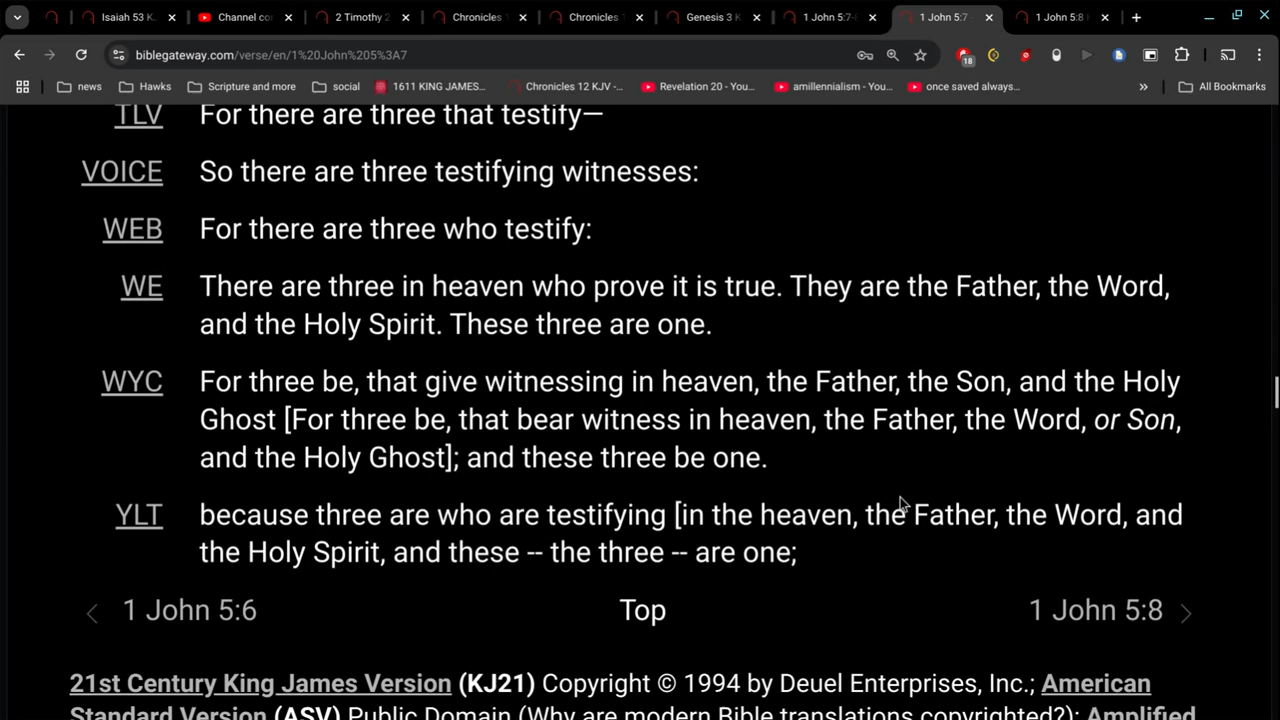 Isaiah 53 K
Channel co
2 Timothy 2
Chronicles
Chronicles
Genesis 3 K
1 John 5:7-
1 John 5:7
1 John 5:8
biblegateway.com/verse/en/1%20John%205%3A7
18
news
Hawks
Scripture and more
social
1611 KING JAMES...
Chronicles 12 KJV -...
Revelation 20 - You...
amillennialism - You...
once saved always...
»
All Bookmarks
TLV For there are three that testify—
VOICE So there are three testifying witnesses:
WEB For there are three who testify:
WE There are three in heaven who prove it is true. They are the Father, the Word,
and the Holy Spirit. These three are one.
WYC For three be, that give witnessing in heaven, the Father, the Son, and the Holy
Ghost [For three be, that bear witness in heaven, the Father, the Word, or Son,
and the Holy Ghost]; and these three be one.
YLT because three are who are testifying [in the heaven, the Father, the Word, and
the Holy Spirit, and these -- the three -- are one;
1 John 5:6 Top 1 John 5:8
21st Century King James Version (KJ21) Copyright © 1994 by Deuel Enterprises, Inc.; American
Standard Version (ASV) Public Domain (Why are modern Bible translations copyrighted?); Amplified